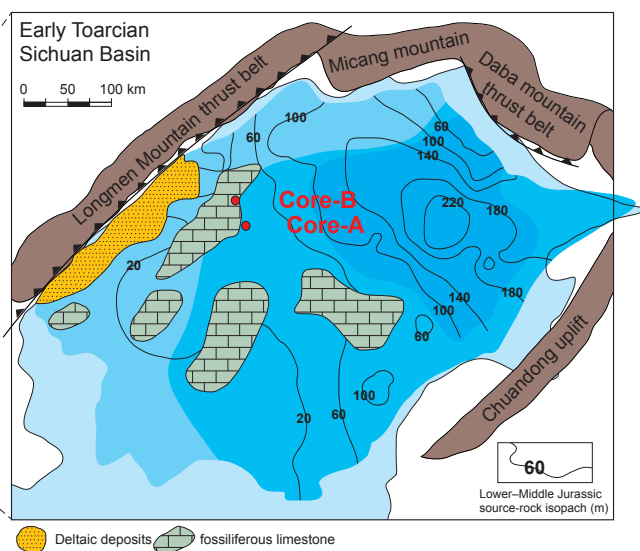 Early Toarcian
Sichuan Basin
0 50 100 km
Longmen Mountain thrust belt
Micang mountain
Daba mountain
thrust belt
100
60
60
100
140
220
180
Core-B
Core-A
20
140
180
100
60
100
20
60
Chuandong uplift
60
Lower–Middle Jurassic
source-rock isopach (m)
Deltaic deposits
fossiliferous limestone